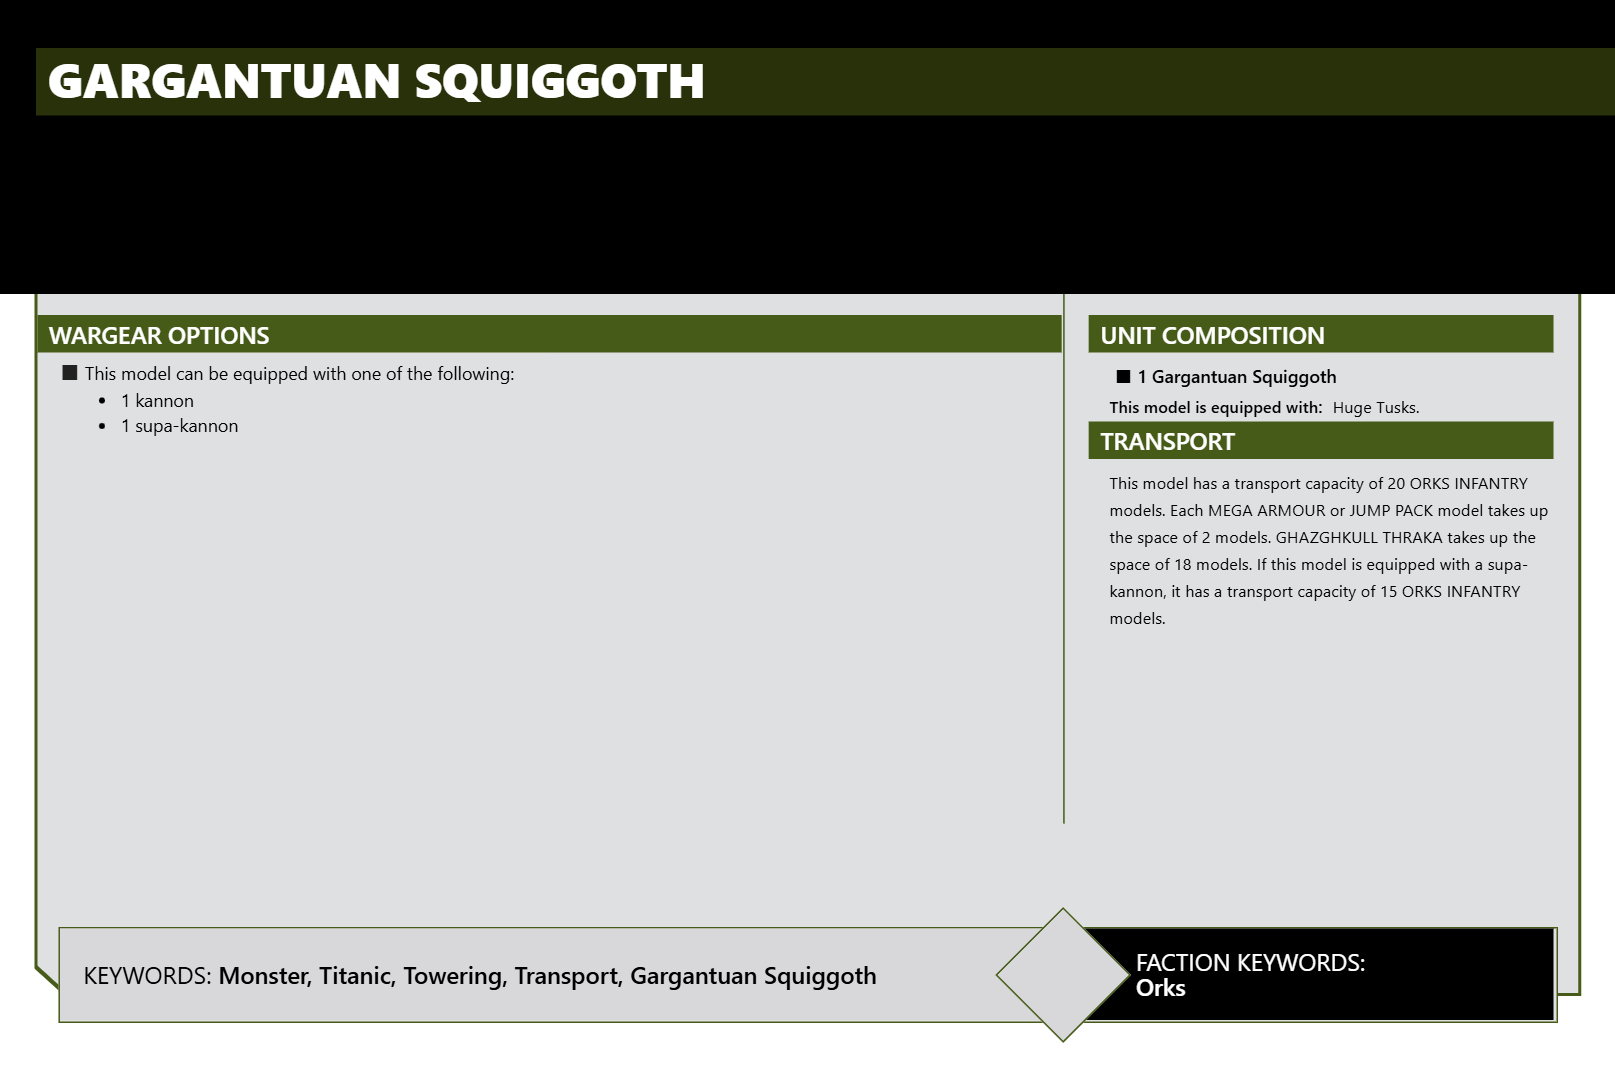 GARGANTUAN SQUIGGOTH
WARGEAR OPTIONS
■ This model can be equipped with one of the following:
• 1 kannon
• 1 supa-kannon
UNIT COMPOSITION
■ 1 Gargantuan Squiggoth
This model is equipped with: Huge Tusks.
TRANSPORT
This model has a transport capacity of 20 ORKS INFANTRY
models. Each MEGA ARMOUR or JUMP PACK model takes up
the space of 2 models. GHAZGHKULL THRAKA takes up the
space of 18 models. If this model is equipped with a supa-
kannon, it has a transport capacity of 15 ORKS INFANTRY
models.
KEYWORDS: Monster, Titanic, Towering, Transport, Gargantuan Squiggoth
FACTION KEYWORDS:
Orks